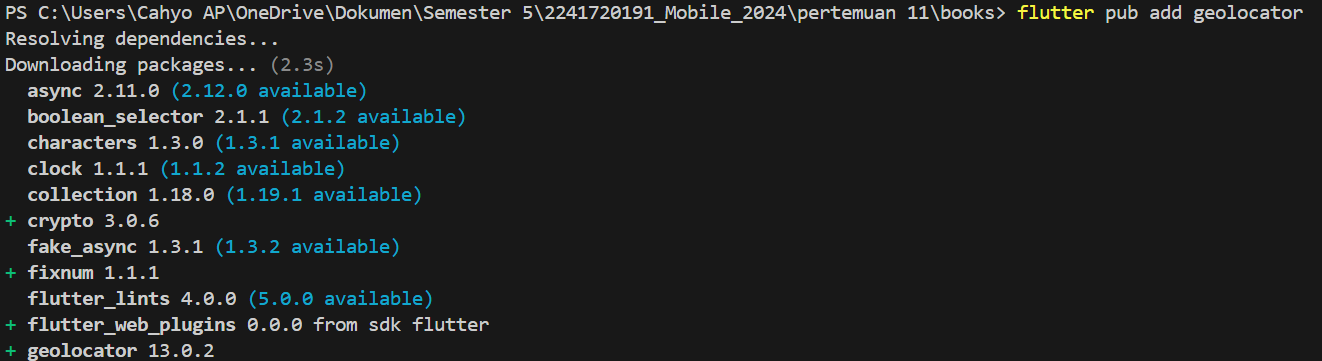 PS C:\Users\Cahyo AP\OneDrive\Dokumen\Semester 5\2241720191_Mobile_2024\pertemuan 11\books> flutter pub add geolocator
Resolving dependencies...
Downloading packages... (2.3s)
  async 2.11.0 (2.12.0 available)
  boolean_selector 2.1.1 (2.1.2 available)
  characters 1.3.0 (1.3.1 available)
  clock 1.1.1 (1.1.2 available)
  collection 1.18.0 (1.19.1 available)
+ crypto 3.0.6
  fake_async 1.3.1 (1.3.2 available)
+ fixnum 1.1.1
  flutter_lints 4.0.0 (5.0.0 available)
+ flutter_web_plugins 0.0.0 from sdk flutter
+ geolocator 13.0.2